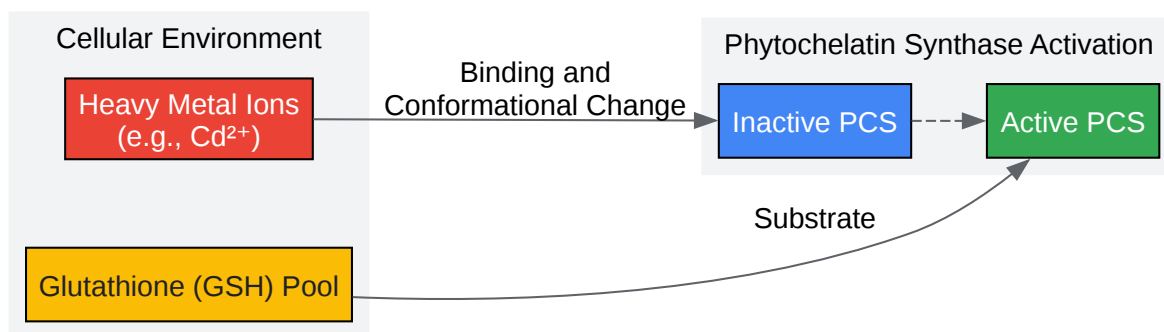 Cellular Environment
Heavy Metal Ions
(e.g., Cd²⁺)
Glutathione (GSH) Pool
Binding and
Conformational Change
Substrate
Phytochelatin Synthase Activation
Inactive PCS
Active PCS